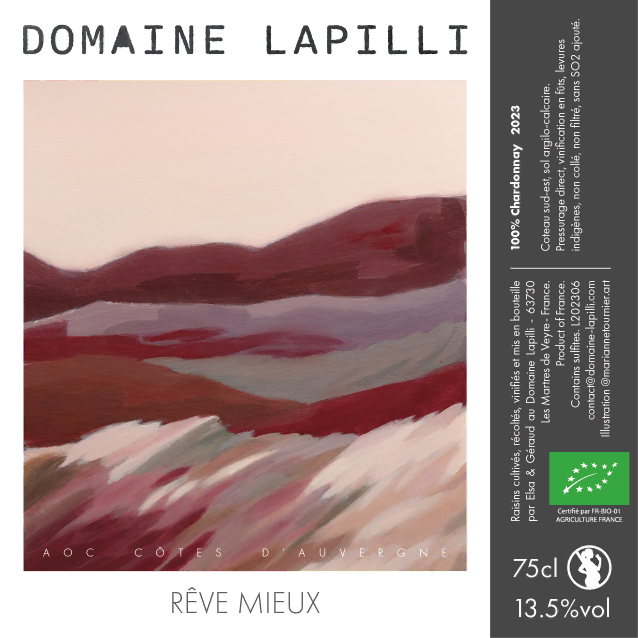 DOMAINE LAPILLI
AOC CÔTES D'AUVERGNE
RÊVE MIEUX
100% Chardonnay 2023
Coteau sud-est, sol argilo-calcaire.
Pressurage direct, vinification en fûts, levures
indigènes, non collé, non filtré, sans SO2 ajouté.
Raisins cultivés, récoltés, vinifiés et mis en bouteille
par Elsa & Géraud au Domaine Lapilli - 63730
Les Martres de Veyre - France.
Product of France.
Contains sulfites. L202306
contact@domaine-lapilli.com
Illustration @mariannetournier.art
Certifié par FR-BIO-01
AGRICULTURE FRANCE
75cl
13.5%vol